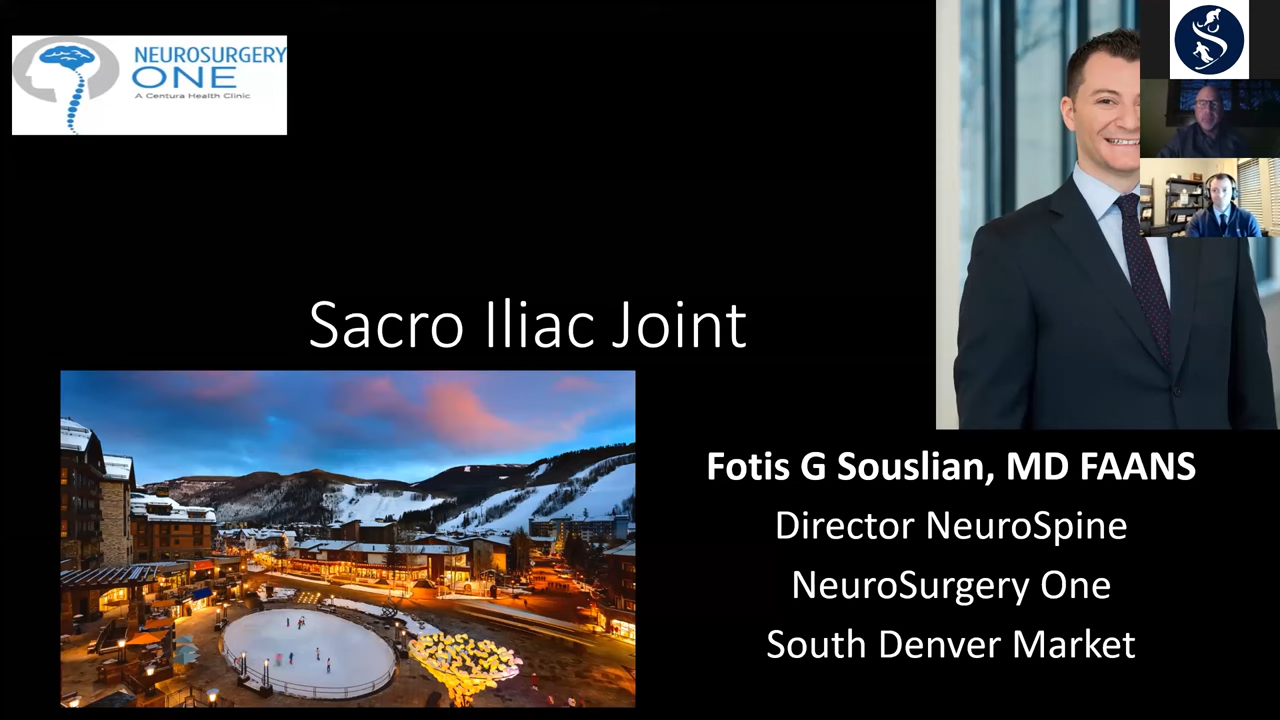 NEUROSURGERY
ONE
A Centura Health Clinic
Sacro Iliac Joint
Fotis G Souslian, MD FAANS
Director NeuroSpine
NeuroSurgery One
South Denver Market